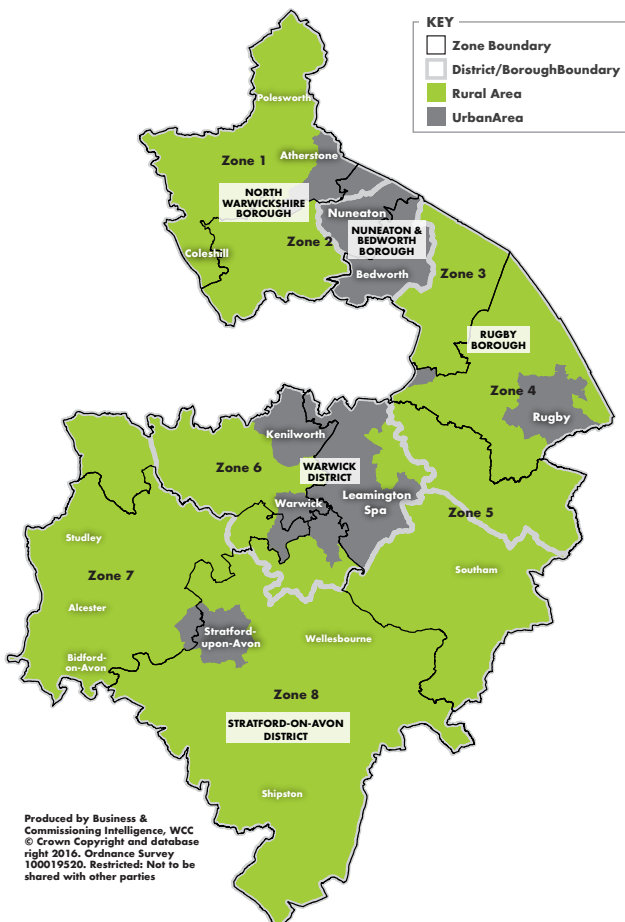 KEY
Zone Boundary
District/BoroughBoundary
Rural Area
UrbanArea
Polesworth
Zone 1
Atherstone
NORTH
WARWICKSHIRE
BOROUGH
Nuneaton
Zone 2
NUNEATON &
BEDWORTH
BOROUGH
Coleshill
Bedworth
Zone 3
RUGBY
BOROUGH
Zone 4
Rugby
Kenilworth
Zone 6
WARWICK
DISTRICT
Warwick
Leamington
Spa
Zone 5
Studley
Southam
Zone 7
Alcester
Stratford-
upon-Avon
Wellesbourne
Bidford-
on-Avon
Zone 8
STRATFORD-ON-AVON
DISTRICT
Shipston
Produced by Business &
Commissioning Intelligence, WCC
© Crown Copyright and database
right 2016. Ordnance Survey
100019520. Restricted: Not to be
shared with other parties